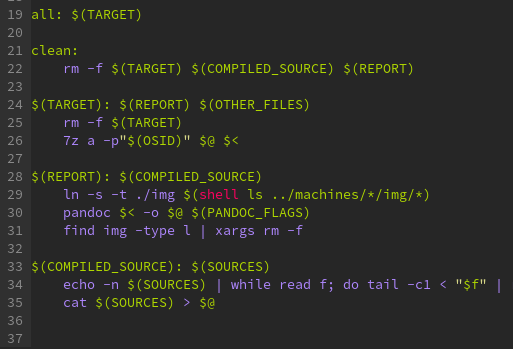 19 all: $(TARGET)
20
21 clean:
22     rm -f $(TARGET) $(COMPILED_SOURCE) $(REPORT)
23
24 $(TARGET): $(REPORT) $(OTHER_FILES)
25     rm -f $(TARGET)
26     7z a -p"$(OSID)" $@ $<
27
28 $(REPORT): $(COMPILED_SOURCE)
29     ln -s -t ./img $(shell ls ../machines/*/img/*)
30     pandoc $< -o $@ $(PANDOC_FLAGS)
31     find img -type l | xargs rm -f
32
33 $(COMPILED_SOURCE): $(SOURCES)
34     echo -n $(SOURCES) | while read f; do tail -c1 < "$f" |
35     cat $(SOURCES) > $@
36
37